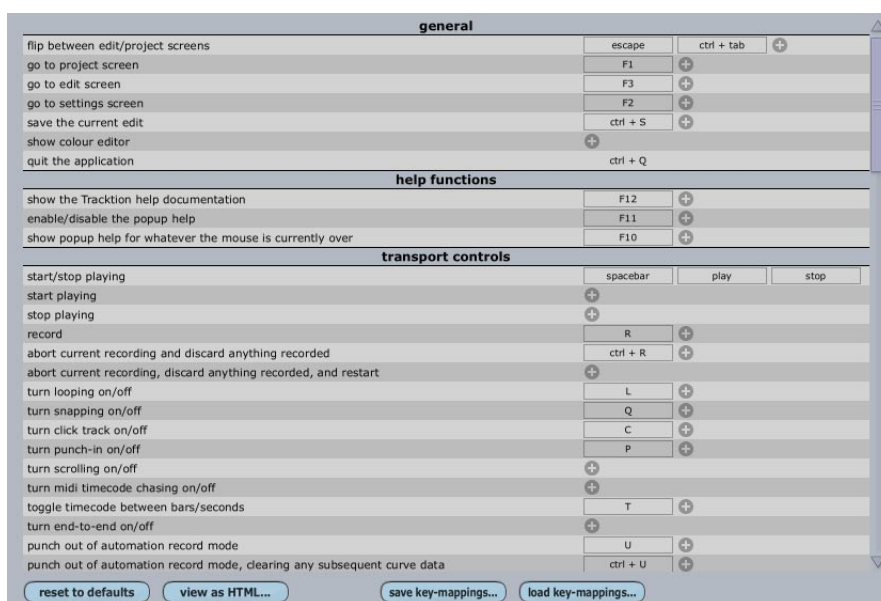 general
flip between edit/project screens escape ctrl + tab
go to project screen F1
go to edit screen F3
go to settings screen F2
save the current edit ctrl + S
show colour editor
quit the application ctrl + Q
help functions
show the Tracktion help documentation F12
enable/disable the popup help F11
show popup help for whatever the mouse is currently over F10
transport controls
start/stop playing spacebar play stop
start playing
stop playing
record R
abort current recording and discard anything recorded ctrl + R
abort current recording, discard anything recorded, and restart
turn looping on/off L
turn snapping on/off Q
turn click track on/off C
turn punch-in on/off P
turn scrolling on/off
turn midi timecode chasing on/off
toggle timecode between bars/seconds T
turn end-to-end on/off
punch out of automation record mode U
punch out of automation record mode, clearing any subsequent curve data ctrl + U
reset to defaults view as HTML... save key-mappings... load key-mappings...